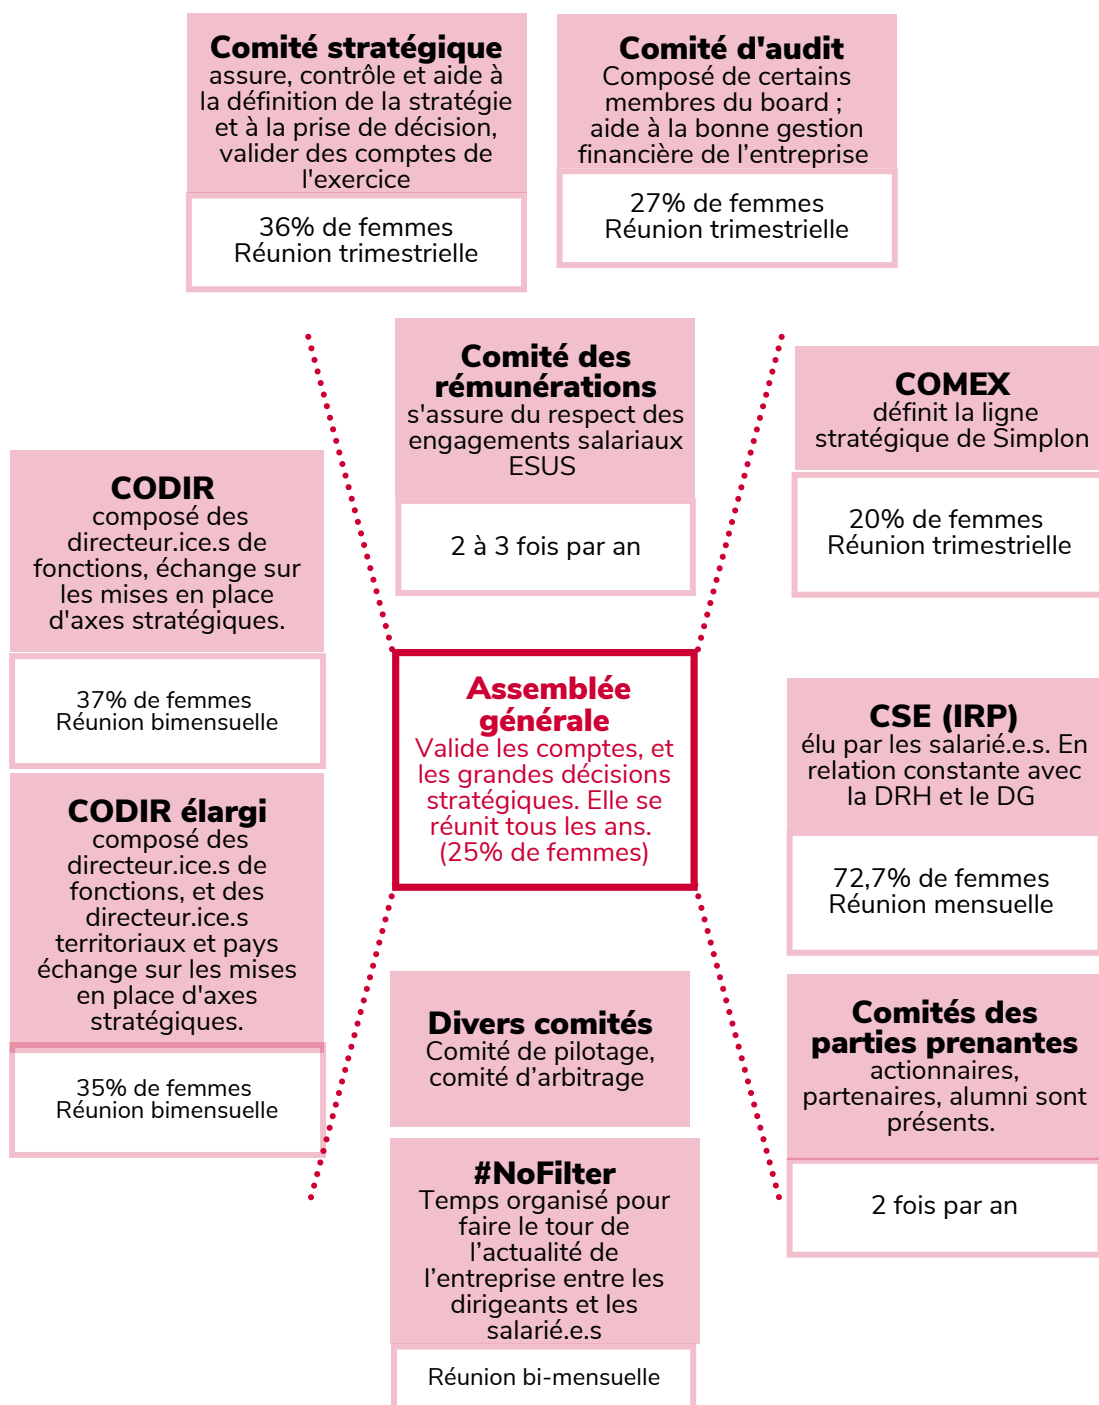 Comité stratégique
assure, contrôle et aide à
la définition de la stratégie
et à la prise de décision,
valider des comptes de
l'exercice
36% de femmes
Réunion trimestrielle
Comité d'audit
Composé de certains
membres du board ;
aide à la bonne gestion
financière de l’entreprise
27% de femmes
Réunion trimestrielle
Comité des
rémunérations
s'assure du respect des
engagements salariaux
ESUS
2 à 3 fois par an
COMEX
définit la ligne
stratégique de Simplon
20% de femmes
Réunion trimestrielle
CODIR
composé des
directeur.ice.s de
fonctions, échange sur
les mises en place
d'axes stratégiques.
37% de femmes
Réunion bimensuelle
Assemblée
générale
Valide les comptes, et
les grandes décisions
stratégiques. Elle se
réunit tous les ans.
(25% de femmes)
CSE (IRP)
élu par les salarié.e.s. En
relation constante avec
la DRH et le DG
72,7% de femmes
Réunion mensuelle
CODIR élargi
composé des
directeur.ice.s de
fonctions, et des
directeur.ice.s
territoriaux et pays
échange sur les mises
en place d'axes
stratégiques.
35% de femmes
Réunion bimensuelle
Divers comités
Comité de pilotage,
comité d’arbitrage
Comités des
parties prenantes
actionnaires,
partenaires, alumni sont
présents.
2 fois par an
#NoFilter
Temps organisé pour
faire le tour de
l’actualité de
l’entreprise entre les
dirigeants et les
salarié.e.s
Réunion bi-mensuelle